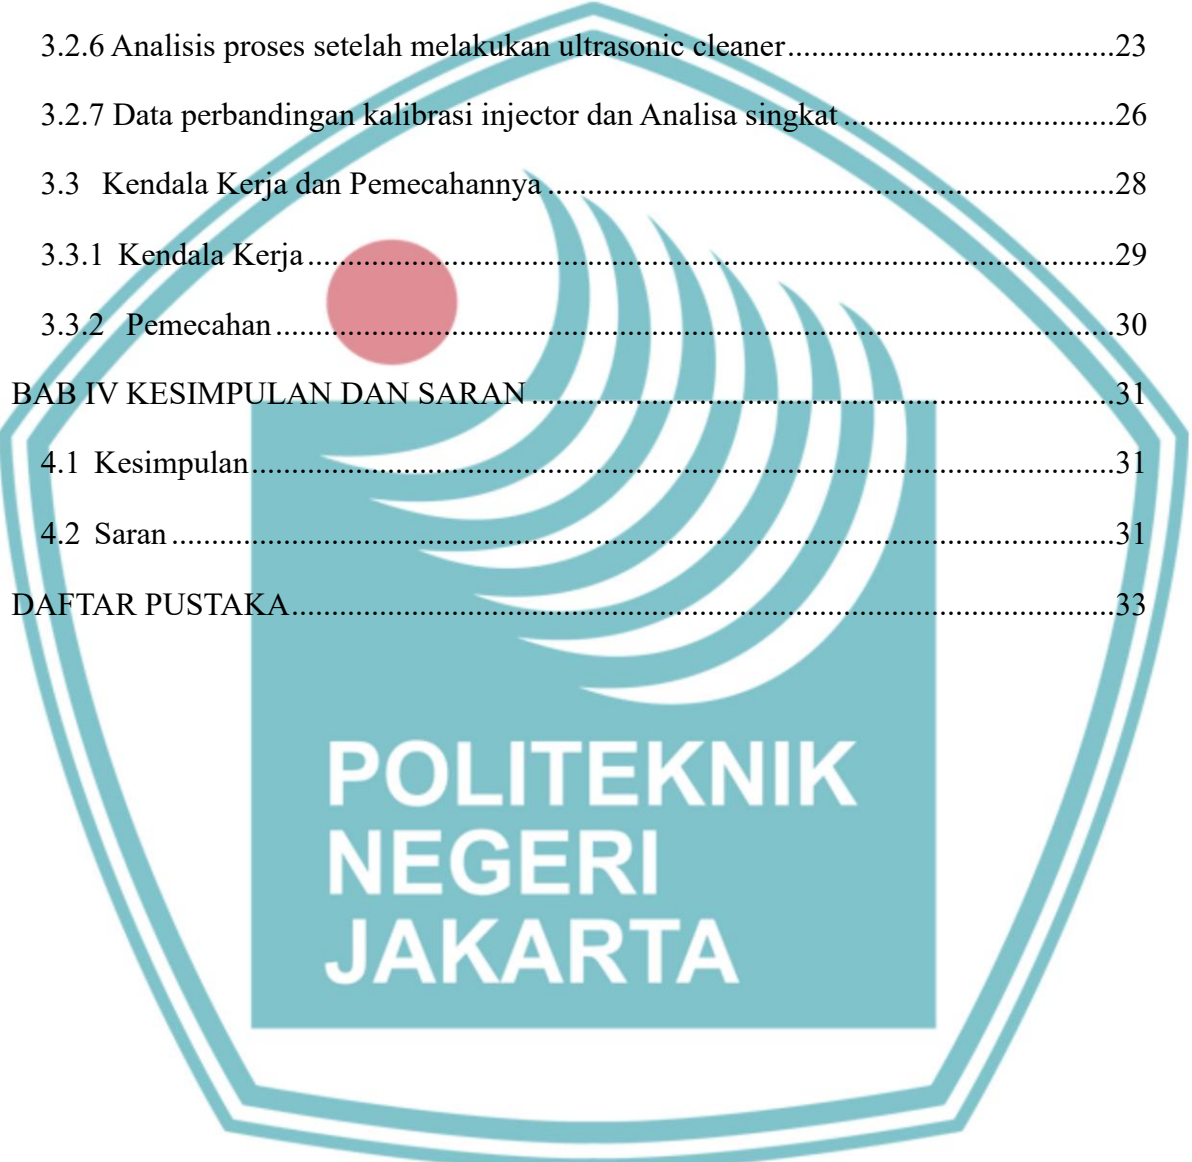 3.2.6 Analisis proses setelah melakukan ultrasonic cleaner.........................................23
3.2.7 Data perbandingan kalibrasi injector dan Analisa singkat..................................26
3.3 Kendala Kerja dan Pemecahannya.......................................................................28
3.3.1 Kendala Kerja.....................................................................................................29
3.3.2 Pemecahan.........................................................................................................30
BAB IV KESIMPULAN DAN SARAN.........................................................................31
4.1 Kesimpulan............................................................................................................31
4.2 Saran......................................................................................................................31
DAFTAR PUSTAKA.......................................................................................................33
POLITEKNIK
NEGERI
JAKARTA